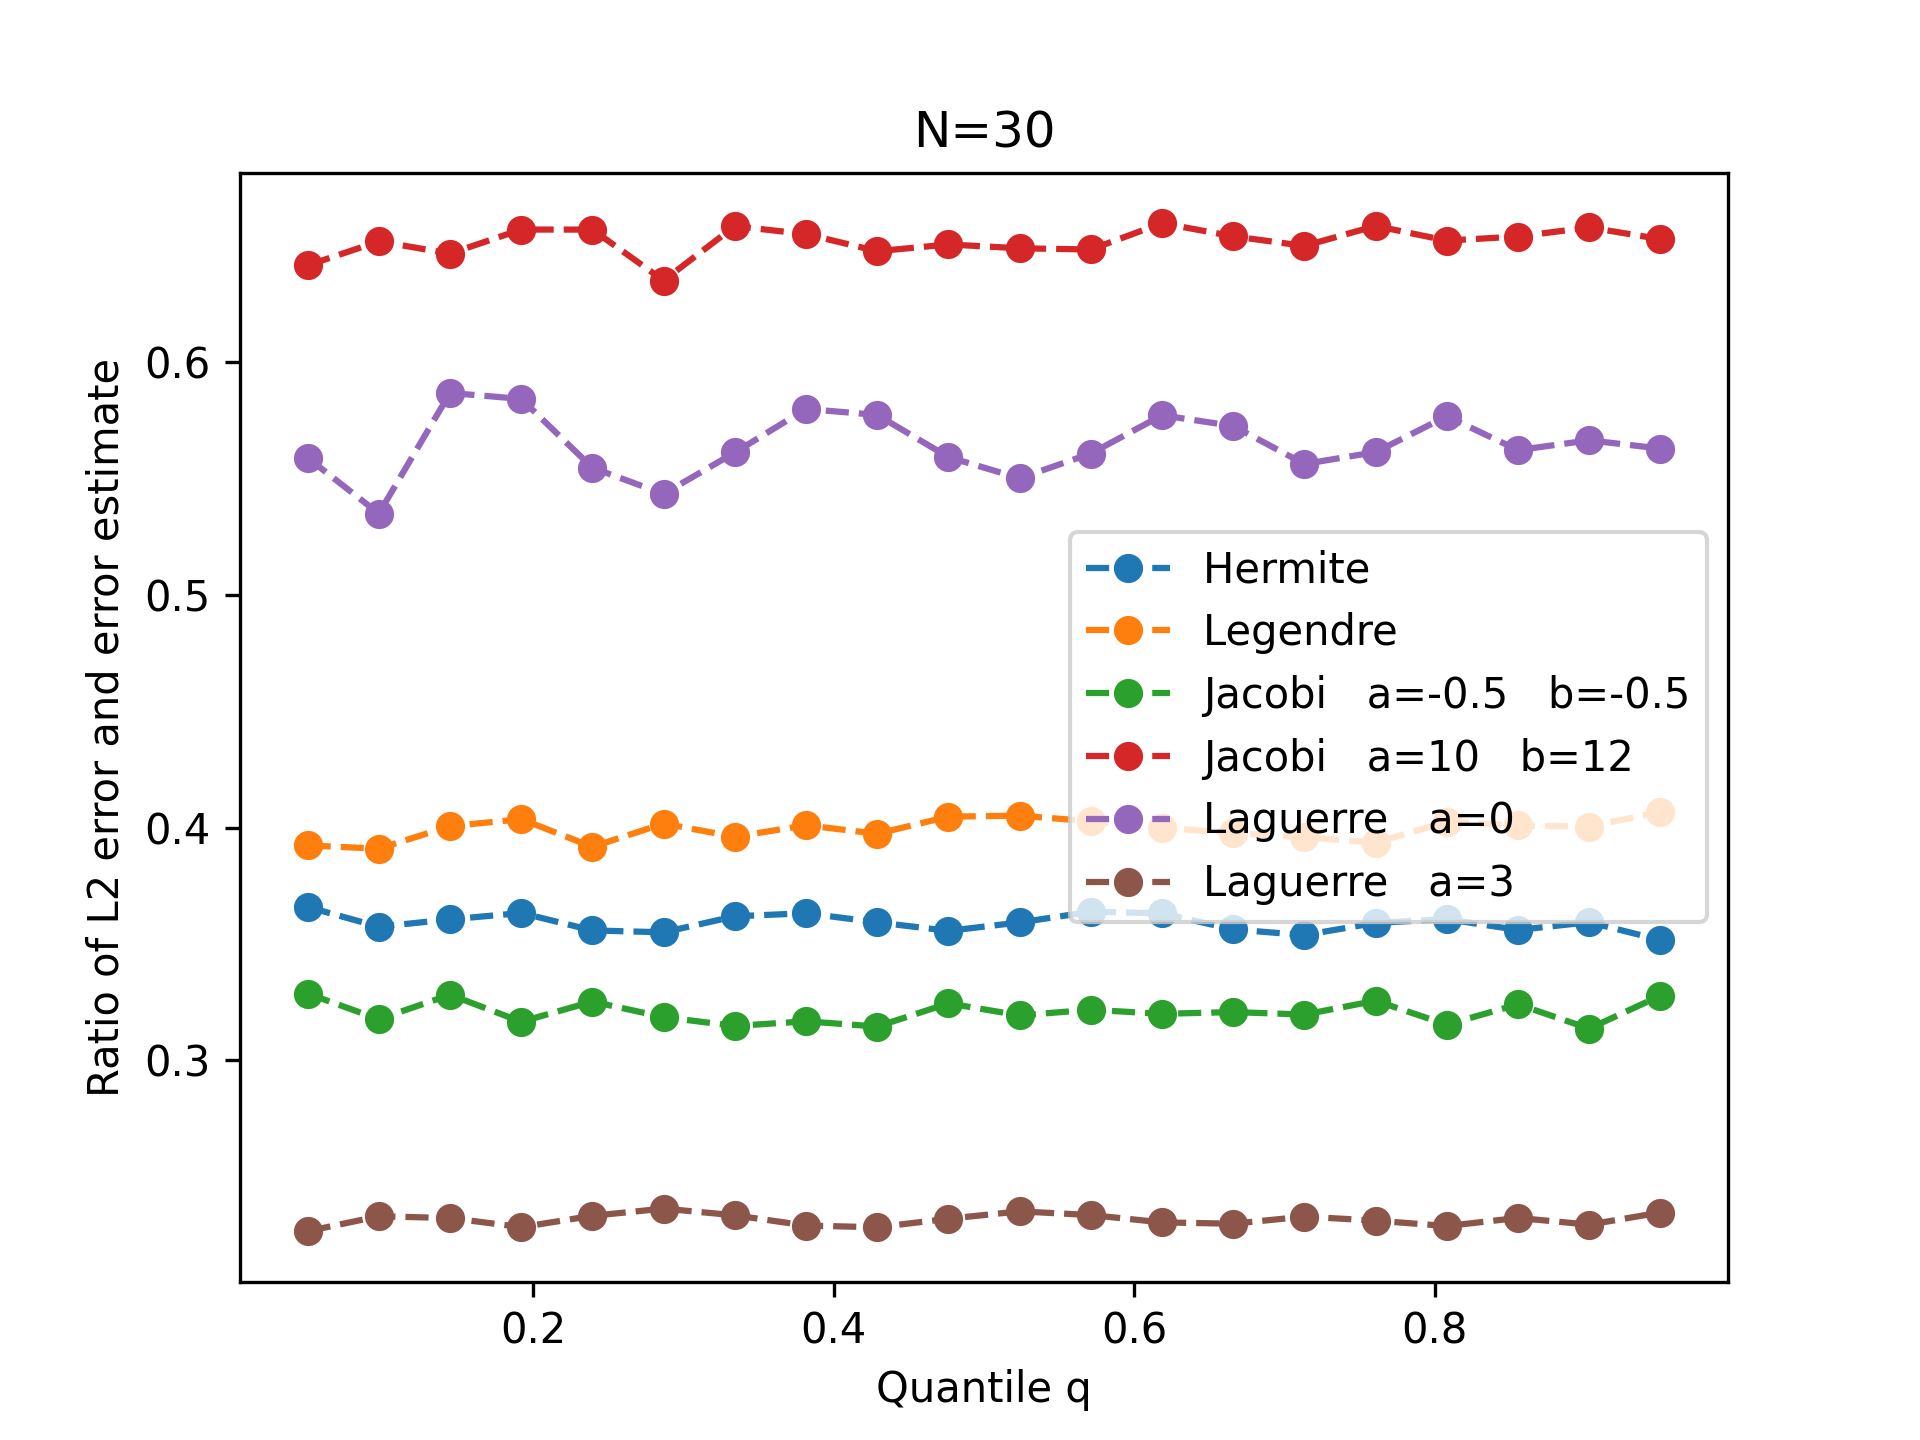 N=30
Ratio of L2 error and error estimate
0.6
0.5
0.4
0.3
Hermite
Legendre
Jacobi   a=-0.5   b=-0.5
Jacobi   a=10   b=12
Laguerre   a=0
Laguerre   a=3
0.2 0.4 0.6 0.8
Quantile q